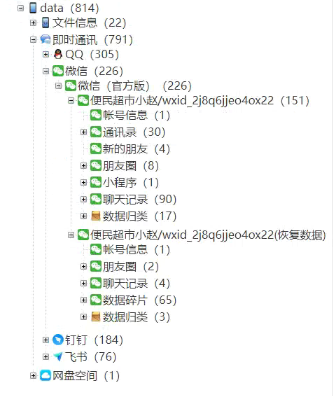 data (814)
文件信息 (22)
即时通讯 (791)
QQ (305)
微信 (226)
微信（官方版） (226)
便民超市小赵/wxid_2j8q6jjeo4ox22 (151)
帐号信息 (1)
通讯录 (30)
新的朋友 (4)
朋友圈 (8)
小程序 (1)
聊天记录 (90)
数据归类 (17)
便民超市小赵/wxid_2j8q6jjeo4ox22(恢复数据)
帐号信息 (1)
朋友圈 (2)
聊天记录 (4)
数据碎片 (65)
数据归类 (3)
钉钉 (184)
飞书 (76)
网盘空间 (1)